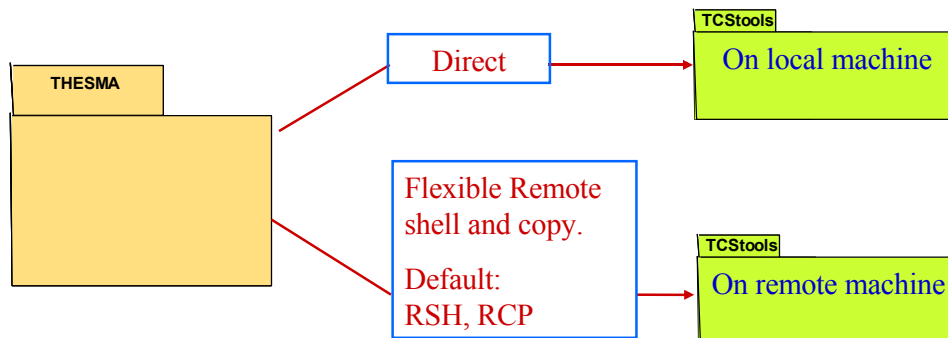 THESMA
Direct
TCStools
On local machine
Flexible Remote
shell and copy.
Default:
RSH, RCP
TCStools
On remote machine